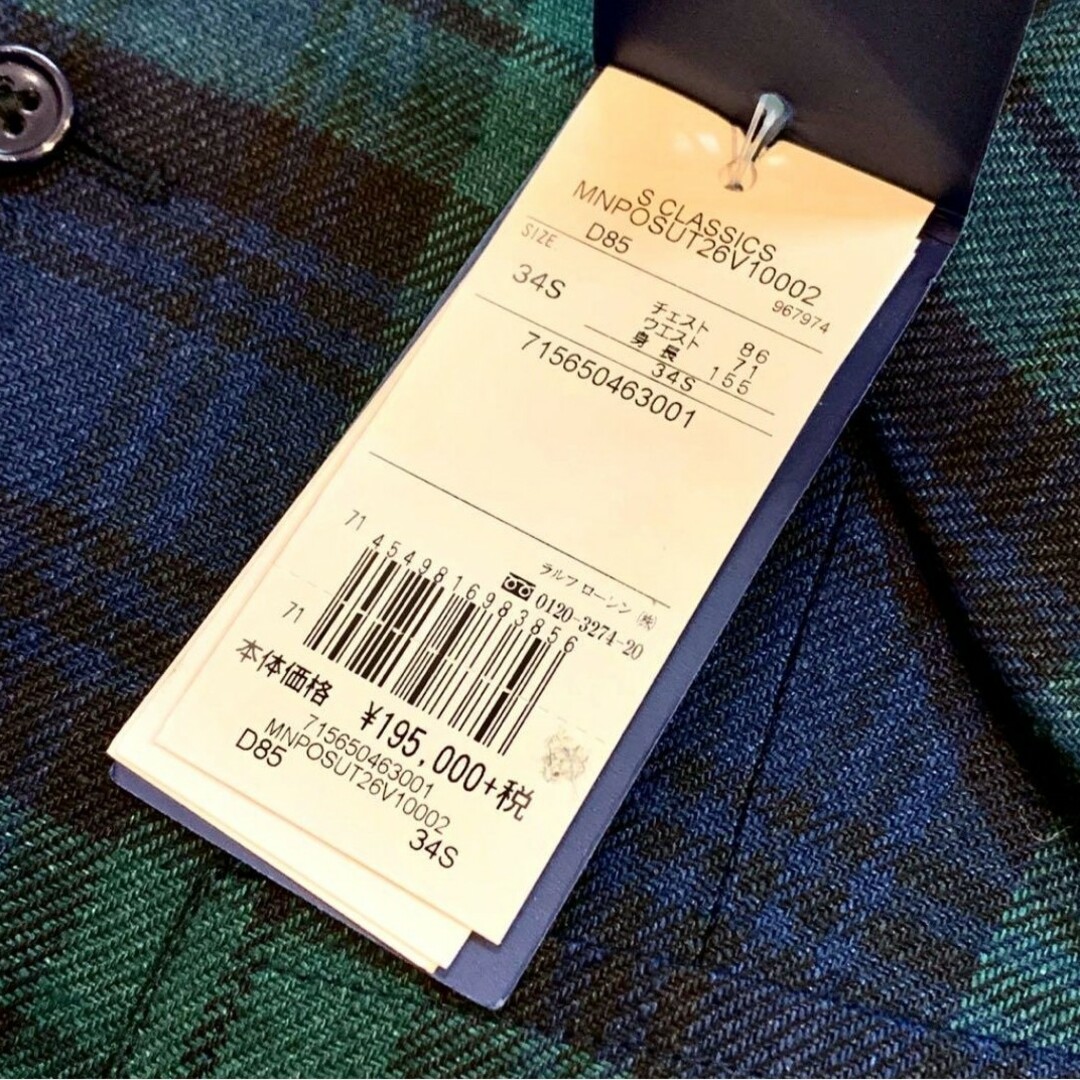 S CLASSICS
MNPOSUT26V10002
SIZE D85
967974
34S
チェスト 86
ウエスト 71
身長 155
34S
715650463001
71
ラルフ ローレン ㈱
4549816983856
0120-3274-20
71
本体価格 ¥195,000+税
715650463001
MNPOSUT26V10002
D85
34S